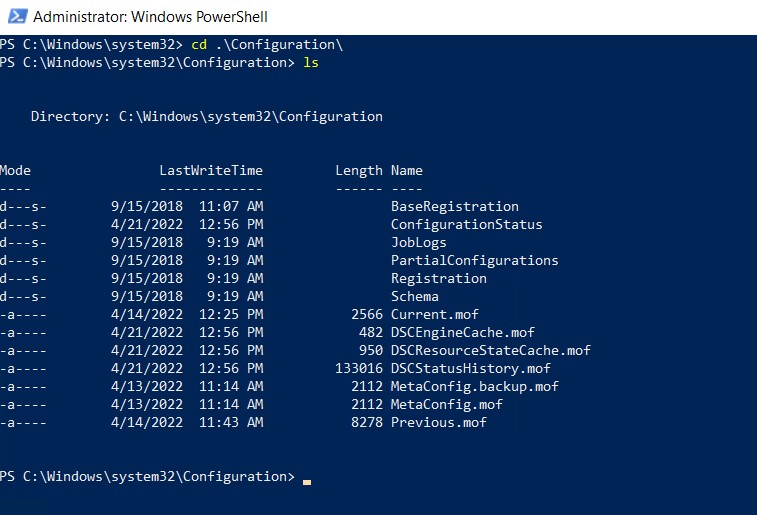 Administrator: Windows PowerShell
PS C:\Windows\system32> cd .\Configuration\
PS C:\Windows\system32\Configuration> ls
    Directory: C:\Windows\system32\Configuration
Mode                LastWriteTime         Length Name
----                -------------         ------ ----
d---s-        9/15/2018  11:07 AM                BaseRegistration
d---s-        4/21/2022  12:56 PM                ConfigurationStatus
d---s-        9/15/2018   9:19 AM                JobLogs
d---s-        9/15/2018   9:19 AM                PartialConfigurations
d---s-        9/15/2018   9:19 AM                Registration
d---s-        9/15/2018   9:19 AM                Schema
-a----        4/14/2022  12:25 PM           2566 Current.mof
-a----        4/21/2022  12:56 PM            482 DSCEngineCache.mof
-a----        4/21/2022  12:56 PM            950 DSCResourceStateCache.mof
-a----        4/21/2022  12:56 PM         133016 DSCStatusHistory.mof
-a----        4/13/2022  11:14 AM           2112 MetaConfig.backup.mof
-a----        4/13/2022  11:14 AM           2112 MetaConfig.mof
-a----        4/14/2022  11:43 AM           8278 Previous.mof
PS C:\Windows\system32\Configuration>